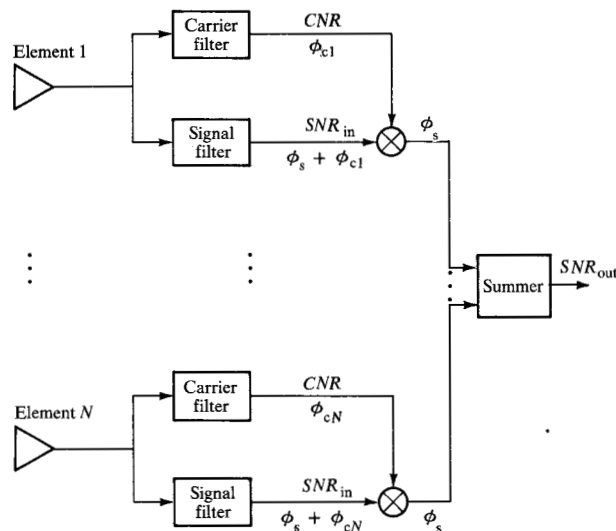 Element 1
Carrier filter
CNR
ϕc1
Signal filter
SNRin
ϕs + ϕc1
ϕs
Summer
SNRout
Element N
Carrier filter
CNR
ϕcN
Signal filter
SNRin
ϕs + ϕcN
ϕs